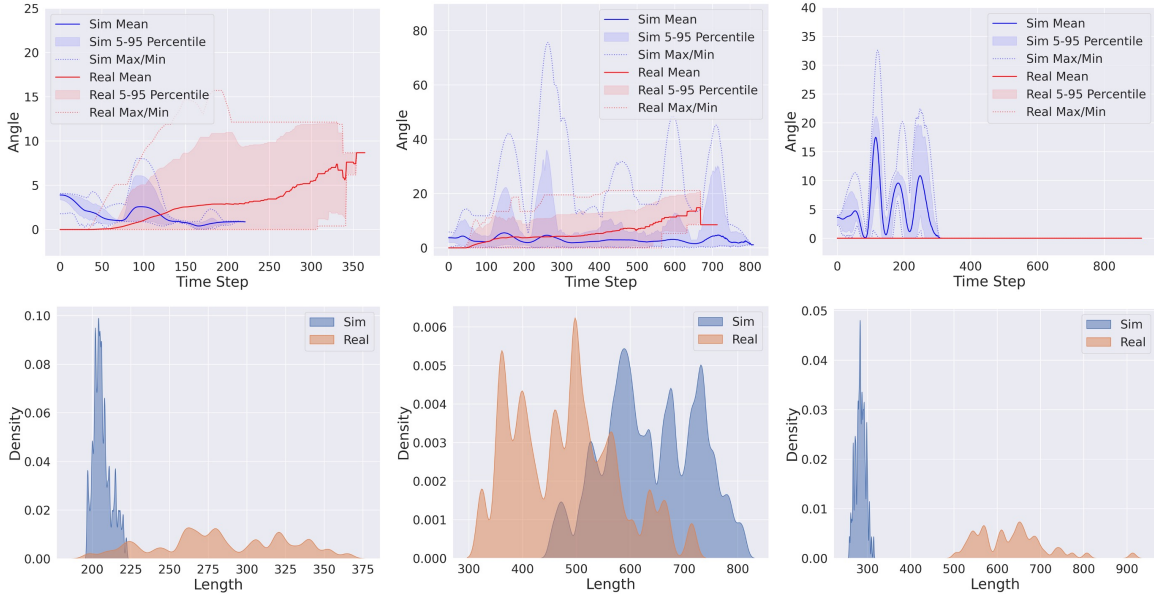 25
20
15
10
5
0
Angle
Sim Mean
Sim 5-95 Percentile
Sim Max/Min
Real Mean
Real 5-95 Percentile
Real Max/Min
0 50 100 150 200 250 300 350
Time Step
80
60
40
20
0
Angle
Sim Mean
Sim 5-95 Percentile
Sim Max/Min
Real Mean
Real 5-95 Percentile
Real Max/Min
0 100 200 300 400 500 600 700 800
Time Step
40
35
30
25
20
15
10
5
0
Angle
Sim Mean
Sim 5-95 Percentile
Sim Max/Min
Real Mean
Real 5-95 Percentile
Real Max/Min
0 200 400 600 800
Time Step
0.10
0.08
0.06
0.04
0.02
0.00
Density
Sim
Real
200 225 250 275 300 325 350 375
Length
0.006
0.005
0.004
0.003
0.002
0.001
0.000
Density
Sim
Real
300 400 500 600 700 800
Length
0.05
0.04
0.03
0.02
0.01
0.00
Density
Sim
Real
300 400 500 600 700 800 900
Length